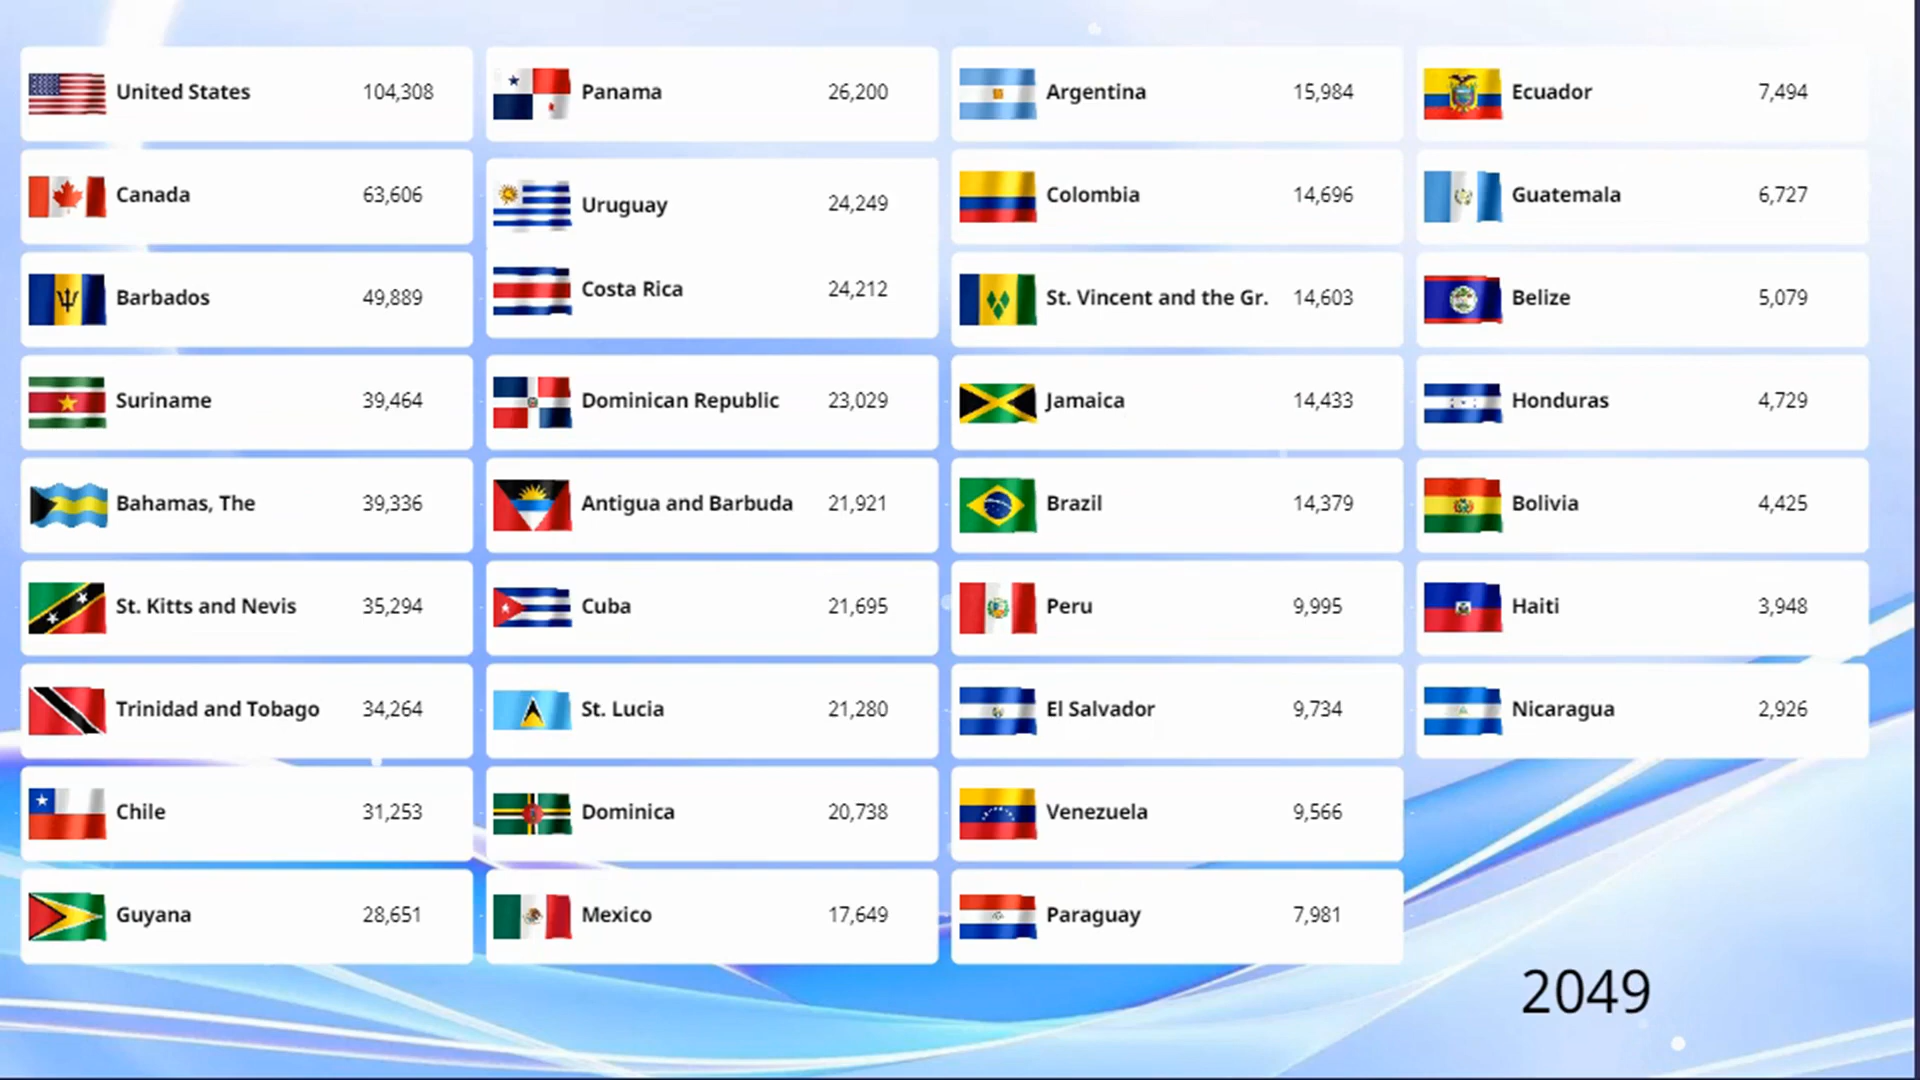 United States 104,308
Canada 63,606
Barbados 49,889
Suriname 39,464
Bahamas, The 39,336
St. Kitts and Nevis 35,294
Trinidad and Tobago 34,264
Chile 31,253
Guyana 28,651
Panama 26,200
Uruguay 24,249
Costa Rica 24,212
Dominican Republic 23,029
Antigua and Barbuda 21,921
Cuba 21,695
St. Lucia 21,280
Dominica 20,738
Mexico 17,649
Argentina 15,984
Colombia 14,696
St. Vincent and the Gr. 14,603
Jamaica 14,433
Brazil 14,379
Peru 9,995
El Salvador 9,734
Venezuela 9,566
Paraguay 7,981
Ecuador 7,494
Guatemala 6,727
Belize 5,079
Honduras 4,729
Bolivia 4,425
Haiti 3,948
Nicaragua 2,926
2049